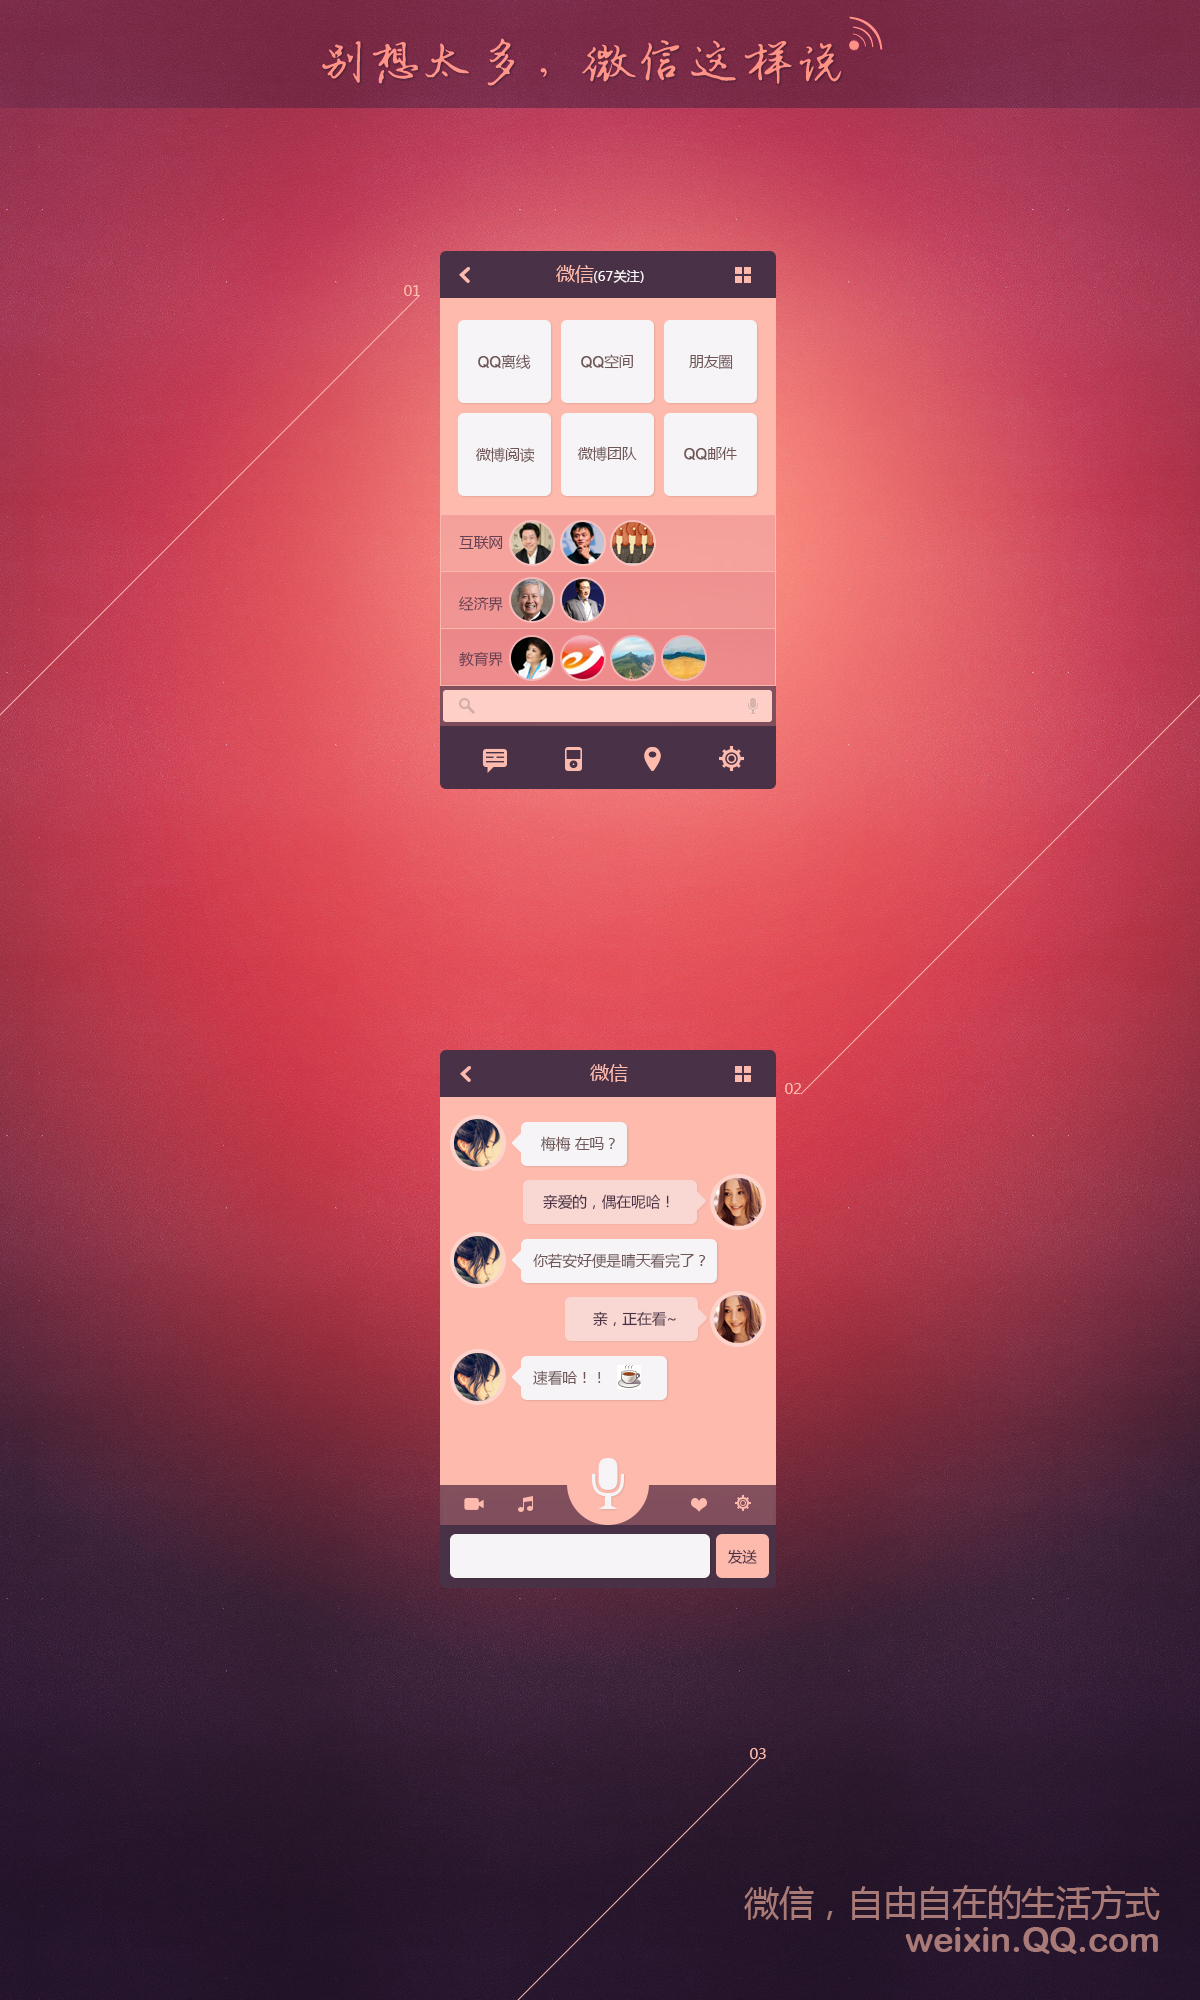 别想太多，微信这样说
01
微信(67关注)
QQ离线
QQ空间
朋友圈
微博阅读
微博团队
QQ邮件
互联网
经济界
教育界
02
微信
梅梅 在吗？
亲爱的，偶在呢哈！
你若安好便是晴天看完了？
亲，正在看~
速看哈！！
发送
03
微信，自由自在的生活方式
weixin.QQ.com